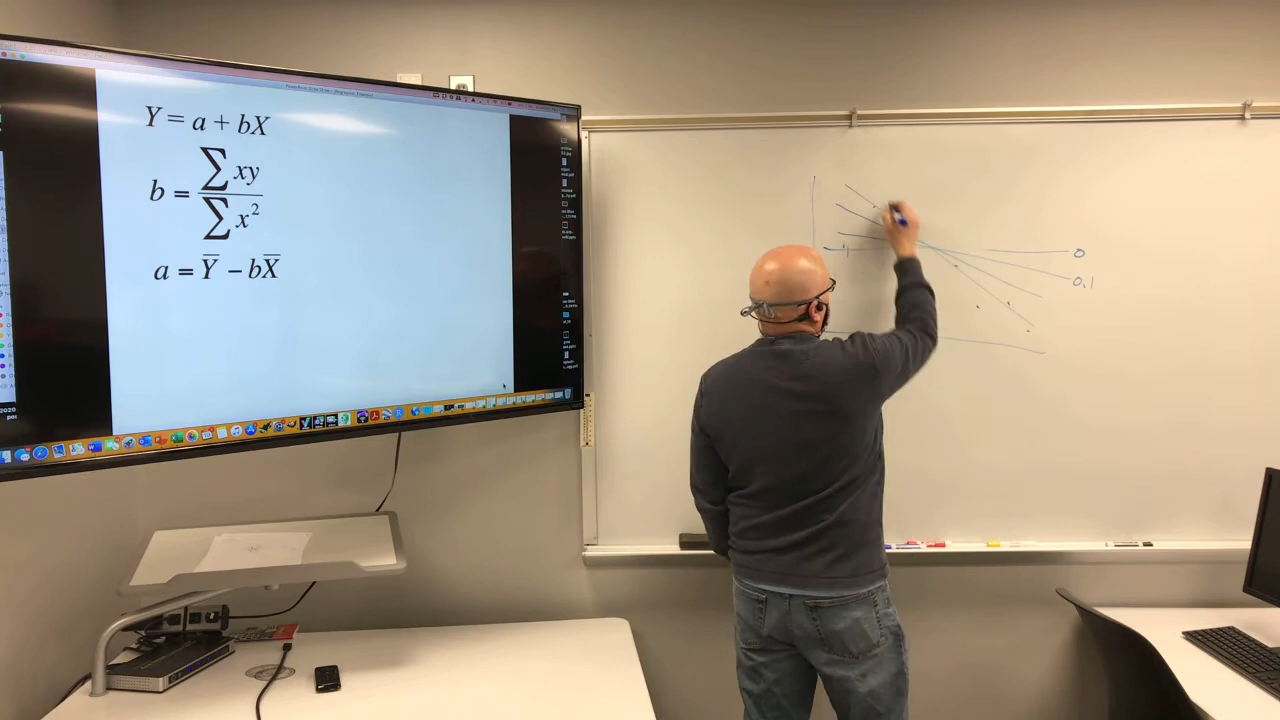 Y = a + bX
b = ∑xy / ∑x²
a = Ȳ − bX̄
0
0.1